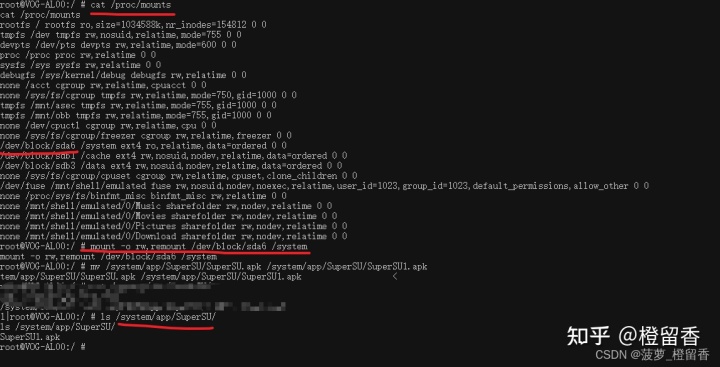 root@VOG-AL00:/ # cat /proc/mounts
cat /proc/mounts
rootfs / rootfs ro,size=1034588k,nr_inodes=154812 0 0
tmpfs /dev tmpfs rw,nosuid,relatime,mode=755 0 0
devpts /dev/pts devpts rw,relatime,mode=600 0 0
proc /proc proc rw,relatime 0 0
sysfs /sys sysfs rw,relatime 0 0
debugfs /sys/kernel/debug debugfs rw,relatime 0 0
none /acct cgroup rw,relatime,cpuacct 0 0
none /sys/fs/cgroup tmpfs rw,relatime,mode=750,gid=1000 0 0
tmpfs /mnt/asec tmpfs rw,relatime,mode=755,gid=1000 0 0
tmpfs /mnt/obb tmpfs rw,relatime,mode=755,gid=1000 0 0
none /dev/cpuctl cgroup rw,relatime,cpu 0 0
none /sys/fs/cgroup/freezer cgroup rw,relatime,freezer 0 0
/dev/block/sda6 /system ext4 ro,relatime,data=ordered 0 0
/dev/block/sdb1 /cache ext4 rw,nosuid,nodev,relatime,data=ordered 0 0
/dev/block/sdb3 /data ext4 rw,nosuid,nodev,relatime,data=ordered 0 0
none /sys/fs/cgroup/cpuset cgroup rw,relatime,cpuset,clone_children 0 0
/dev/fuse /mnt/shell/emulated fuse rw,nosuid,nodev,noexec,relatime,user_id=1023,group_id=1023,default_permissions,allow_other 0 0
none /proc/sys/fs/binfmt_misc binfmt_misc rw,relatime 0 0
none /mnt/shell/emulated/0/Music sharefolder rw,nodev,relatime 0 0
none /mnt/shell/emulated/0/Movies sharefolder rw,nodev,relatime 0 0
none /mnt/shell/emulated/0/Pictures sharefolder rw,nodev,relatime 0 0
none /mnt/shell/emulated/0/Download sharefolder rw,nodev,relatime 0 0
root@VOG-AL00:/ # mount -o rw,remount /dev/block/sda6 /system
mount -o rw,remount /dev/block/sda6 /system
root@VOG-AL00:/ # mv /system/app/SuperSU/SuperSU.apk /system/app/SuperSU/SuperSU1.apk
tem/app/SuperSU/SuperSU.apk /system/app/SuperSU/SuperSU1.apk <
/system/
1|root@VOG-AL00:/ # ls /system/app/SuperSU/
ls /system/app/SuperSU/
SuperSU1.apk
root@VOG-AL00:/ #
知乎 @橙留香
CSDN @菠萝_橙留香